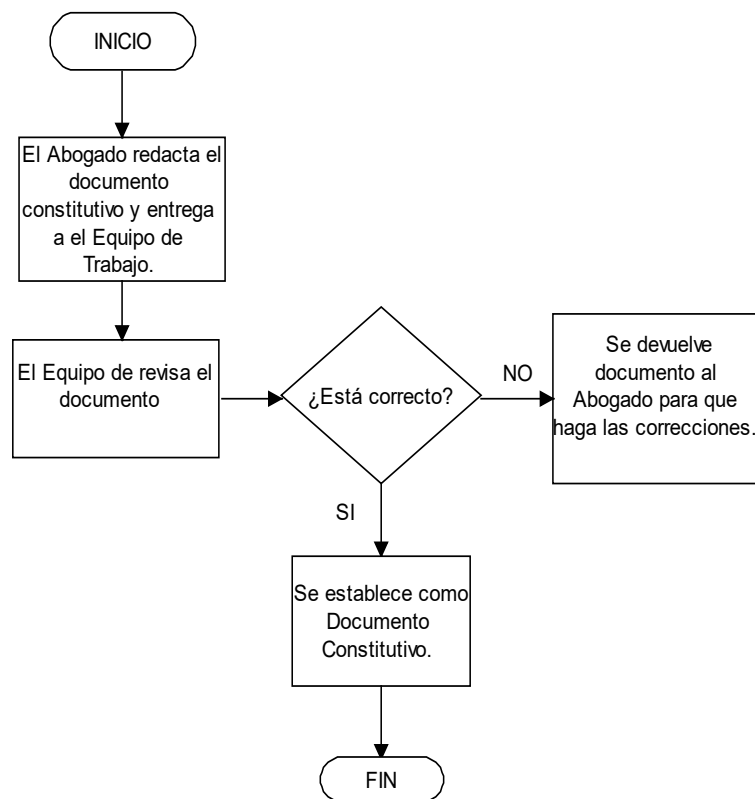 INICIO
El Abogado redacta el
documento
constitutivo y entrega
a el Equipo de
Trabajo.
El Equipo de revisa el
documento
¿Está correcto?
NO
Se devuelve
documento al
Abogado para que
haga las correcciones.
SI
Se establece como
Documento
Constitutivo.
FIN